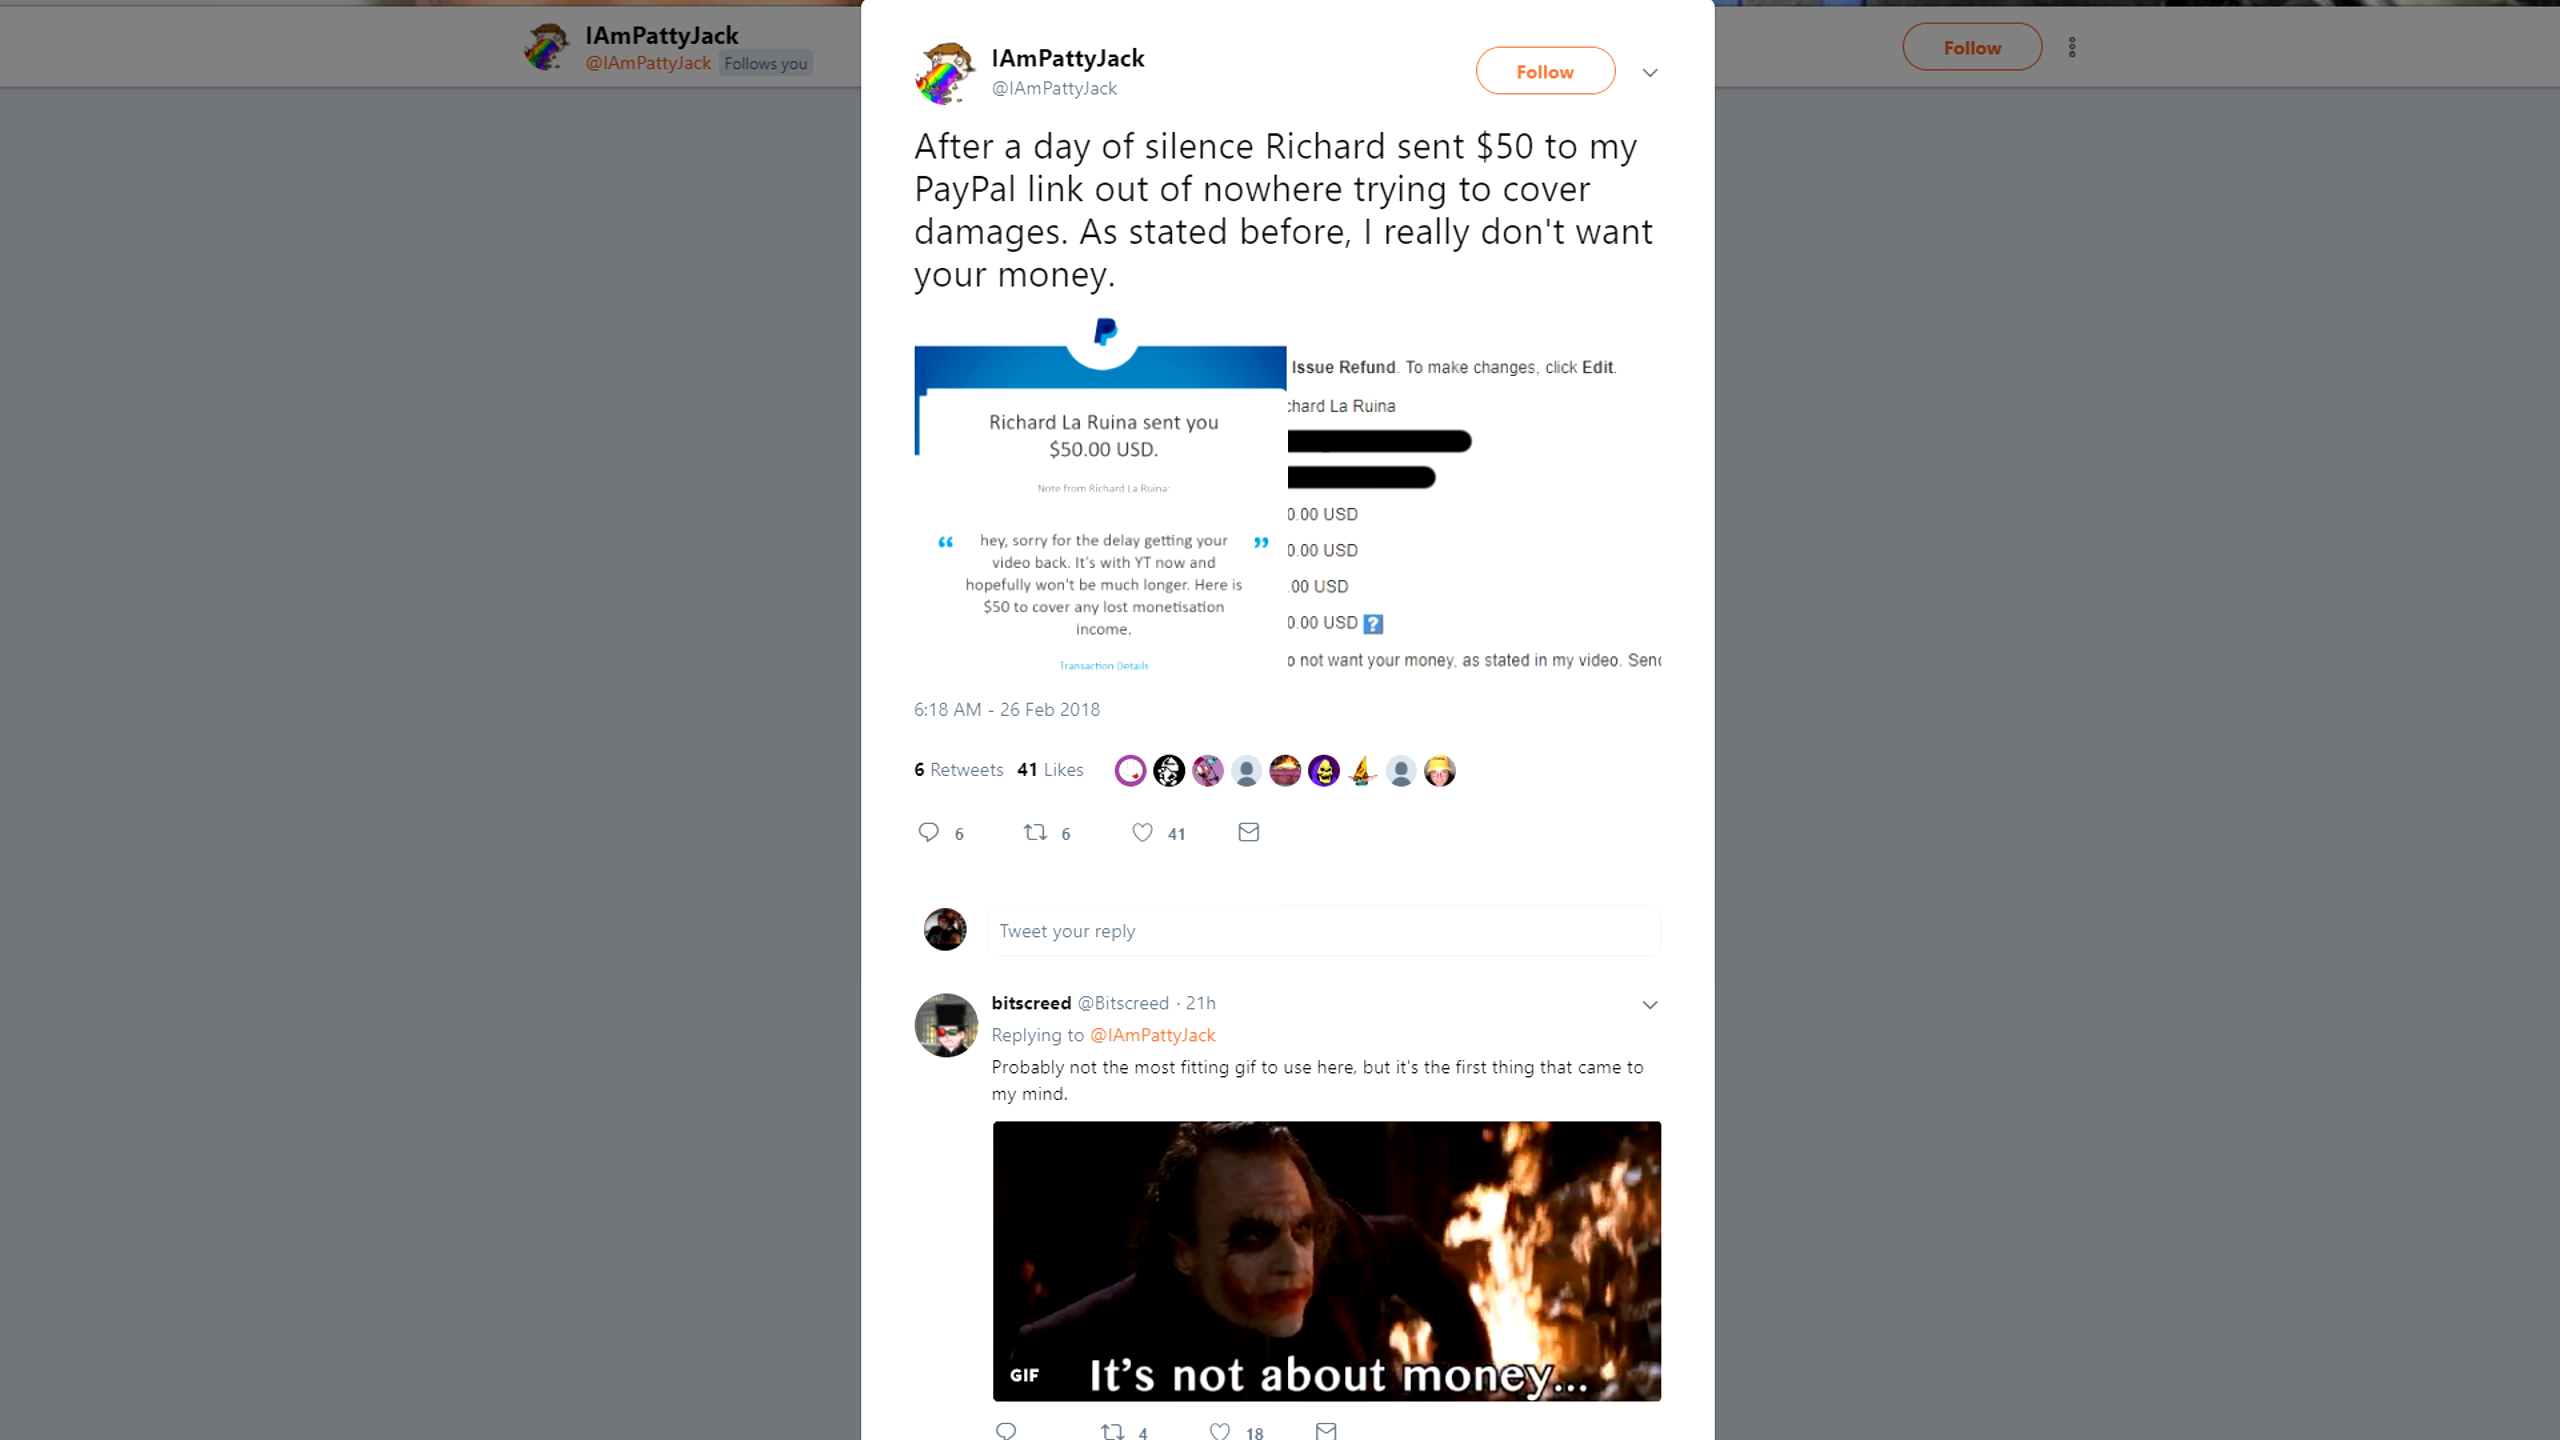 IAmPattyJack
@IAmPattyJack Follows you
Follow
IAmPattyJack
@IAmPattyJack
Follow
After a day of silence Richard sent $50 to my
PayPal link out of nowhere trying to cover
damages. As stated before, I really don't want
your money.
Richard La Ruina sent you
$50.00 USD.
Note from Richard La Ruina:
“ hey, sorry for the delay getting your ”
video back. It's with YT now and
hopefully won't be much longer. Here is
$50 to cover any lost monetisation
income.
Transaction Details
Issue Refund. To make changes, click Edit.
chard La Ruina
0.00 USD
0.00 USD
.00 USD
0.00 USD ?
o not want your money, as stated in my video. Send
6:18 AM - 26 Feb 2018
6 Retweets 41 Likes
6 6 41
Tweet your reply
bitscreed @Bitscreed · 21h
Replying to @IAmPattyJack
Probably not the most fitting gif to use here, but it's the first thing that came to
my mind.
GIF It's not about money...
4 18